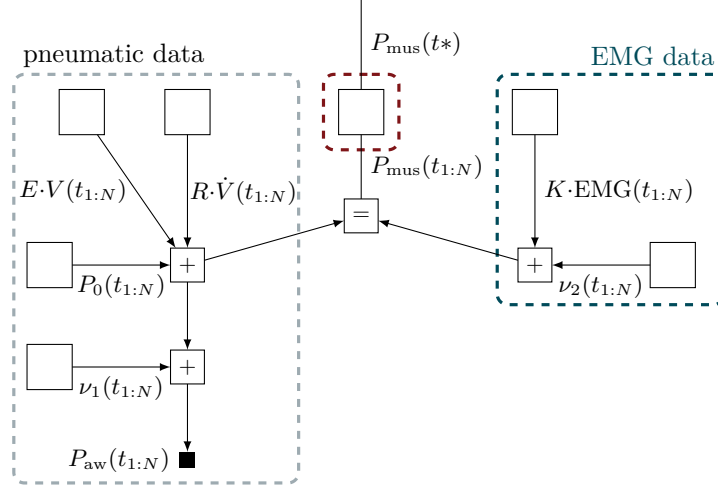 P_mus(t*)
pneumatic data
EMG data
P_mus(t_{1:N})
E·V(t_{1:N})
R·V̇(t_{1:N})
K·EMG(t_{1:N})
=
+
+
P_0(t_{1:N})
ν_2(t_{1:N})
+
ν_1(t_{1:N})
P_aw(t_{1:N})